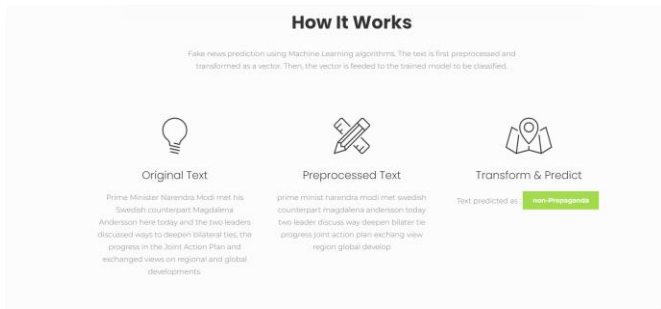 How It Works
Fake news prediction using Machine Learning algorithms. The text is first preprocessed and
transformed as a vector. Then, the vector is feeded to the trained model to be classified.
Original Text
Prime Minister Narendra Modi met his
Swedish counterpart Magdalena
Andersson here today and the two leaders
discussed ways to deepen bilateral ties, the
progress in the Joint Action Plan and
exchanged views on regional and global
developments.
Preprocessed Text
prime minist narendra modi met swedish
counterpart magdalena andersson today
two leader discuss way deepen bilater tie
progress joint action plan exchang view
region global develop
Transform & Predict
Text predicted as : non-Propaganda